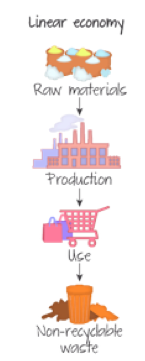 Linear economy
Raw materials
Production
Use
Non-recyclable
waste